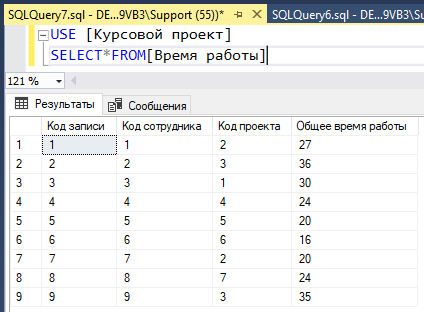 SQLQuery7.sql - DE...9VB3\Support (55))* SQLQuery6.sql - DE...9VB3\Su
USE [Курсовой проект]
SELECT*FROM[Время работы]
121 %
Результаты Сообщения
Код записи Код сотрудника Код проекта Общее время работы
1 1 1 2 27
2 2 2 3 36
3 3 3 1 30
4 4 4 4 24
5 5 5 5 20
6 6 6 6 16
7 7 7 2 20
8 8 8 7 24
9 9 9 3 35